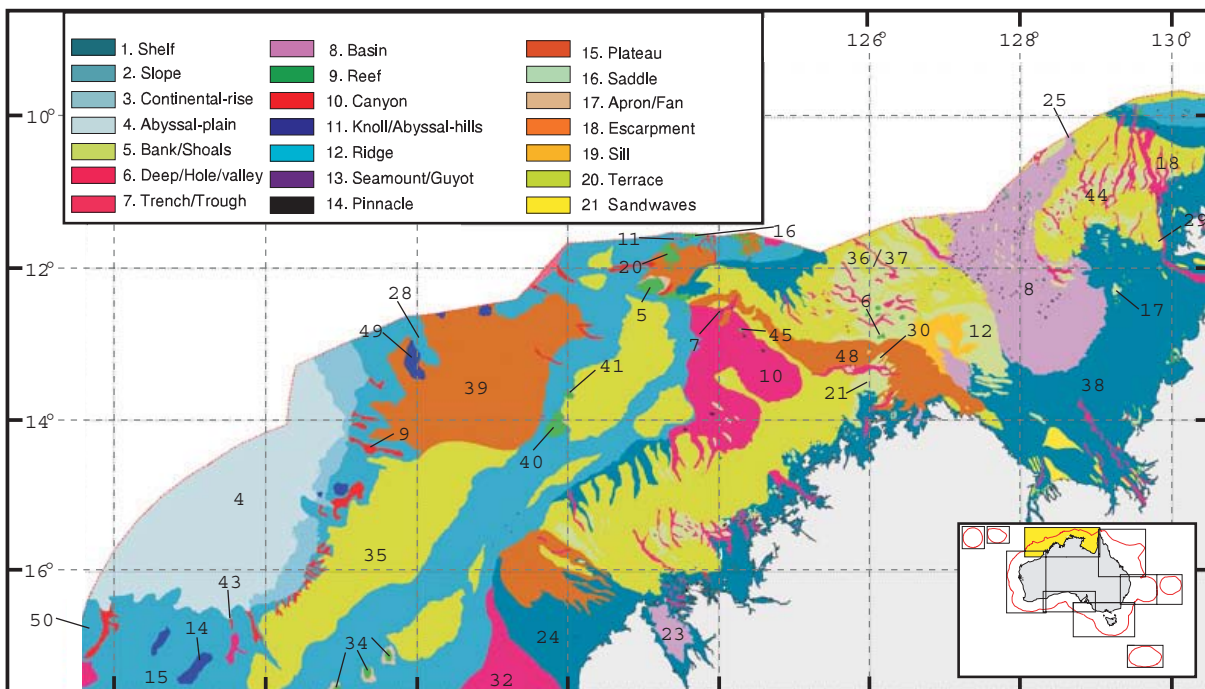 126° 128° 130°
1. Shelf
2. Slope
3. Continental-rise
4. Abyssal-plain
5. Bank/Shoals
6. Deep/Hole/valley
7. Trench/Trough
8. Basin
9. Reef
10. Canyon
11. Knoll/Abyssal-hills
12. Ridge
13. Seamount/Guyot
14. Pinnacle
15. Plateau
16. Saddle
17. Apron/Fan
18. Escarpment
19. Sill
20. Terrace
21 Sandwaves
25
10°
18
44
29
11 16
20 36/37
12°
28 5 6 8 17
49 7 45 30 12
41 48
39 10 21 38
14°
9 40
4
35
16°
43
50 14 24 23
34
15 32